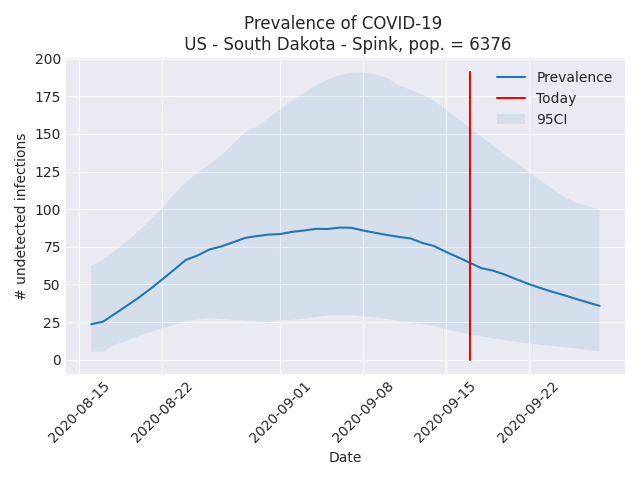 Prevalence of COVID-19
US - South Dakota - Spink, pop. = 6376
200
175
150
125
100
75
50
25
0
# undetected infections
Prevalence
Today
95CI
2020-08-15
2020-08-22
2020-09-01
2020-09-08
2020-09-15
2020-09-22
Date